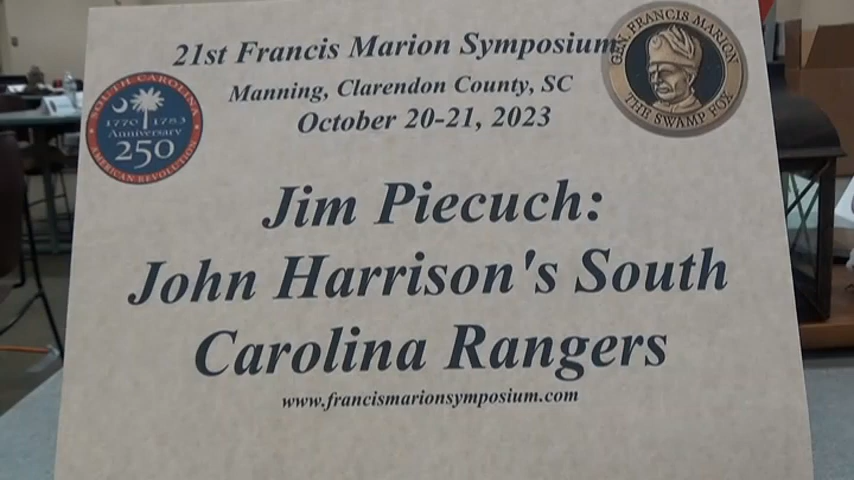 21st Francis Marion Symposium
Manning, Clarendon County, SC
October 20-21, 2023
GEN. FRANCIS MARION
THE SWAMP FOX
SOUTH CAROLINA
1770 1783
Anniversary
250
AMERICAN REVOLUTION
Jim Piecuch:
John Harrison's South
Carolina Rangers
www.francismarionsymposium.com